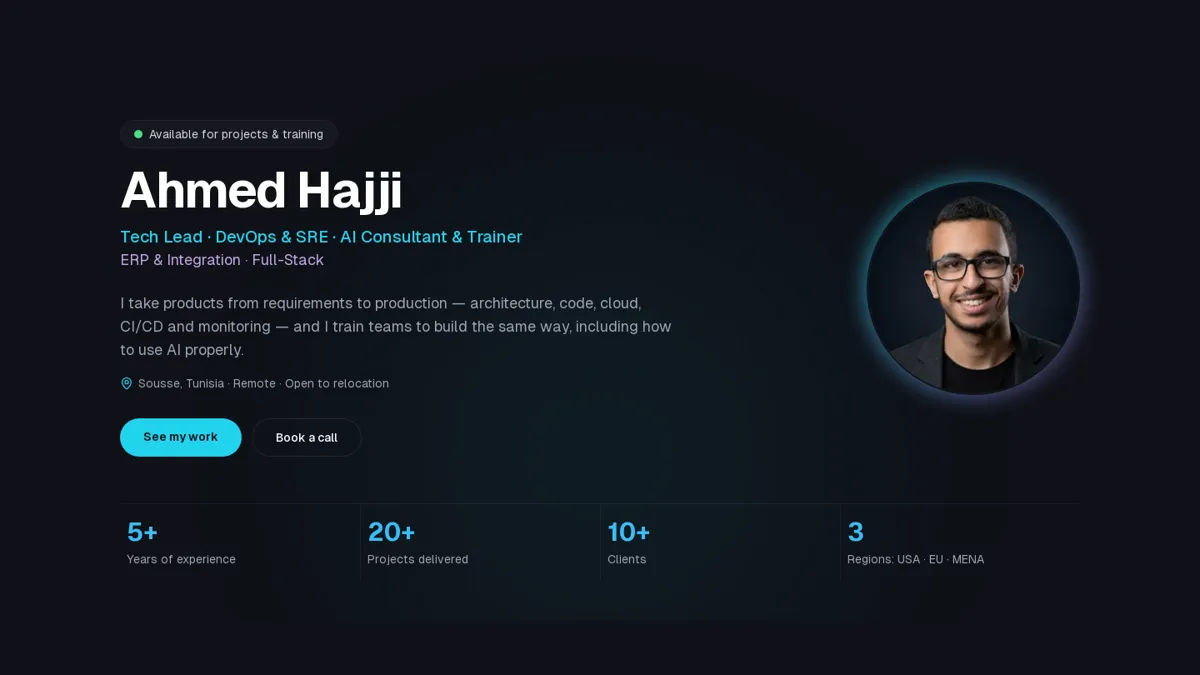 Available for projects & training
Ahmed Hajji
Tech Lead · DevOps & SRE · AI Consultant & Trainer
ERP & Integration · Full-Stack
I take products from requirements to production — architecture, code, cloud,
CI/CD and monitoring — and I train teams to build the same way, including how
to use AI properly.
Sousse, Tunisia · Remote · Open to relocation
See my work
Book a call
5+
Years of experience
20+
Projects delivered
10+
Clients
3
Regions: USA · EU · MENA